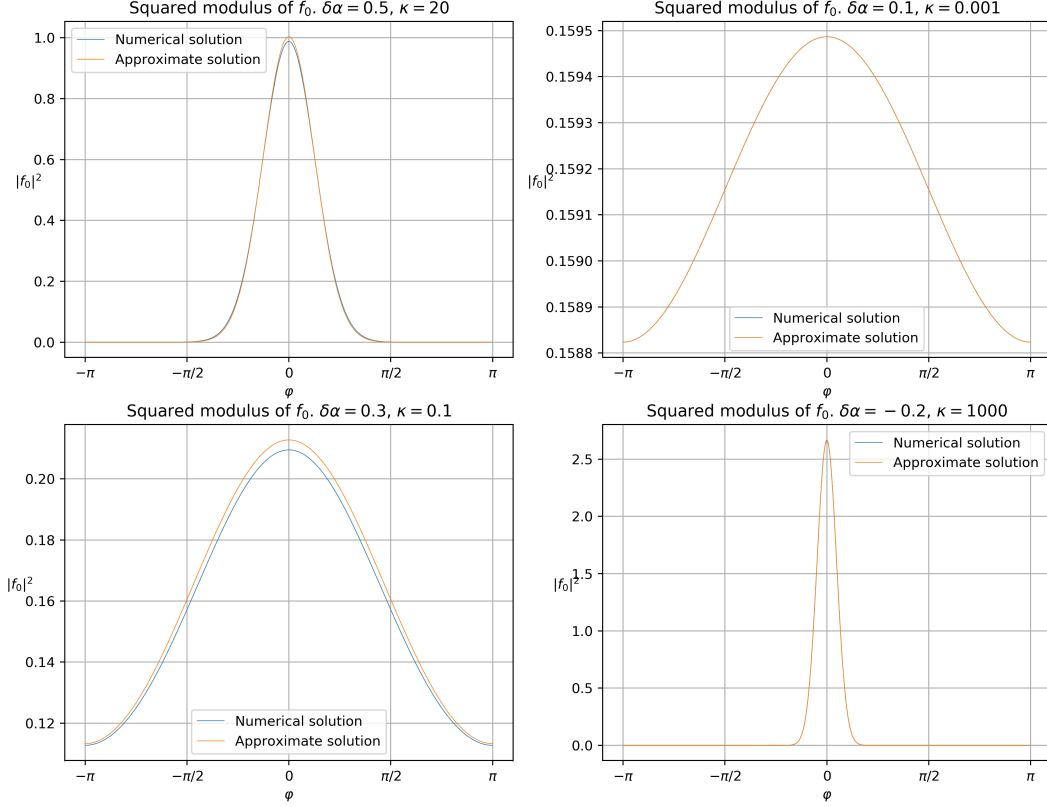 Squared modulus of f₀. δα = 0.5, κ = 20
1.0
0.8
0.6
0.4
0.2
0.0
|f₀|²
Numerical solution
Approximate solution
−π
−π/2
0
π/2
π
φ
Squared modulus of f₀. δα = 0.1, κ = 0.001
0.1595
0.1594
0.1593
0.1592
0.1591
0.1590
0.1589
0.1588
|f₀|²
Numerical solution
Approximate solution
−π
−π/2
0
π/2
π
φ
Squared modulus of f₀. δα = 0.3, κ = 0.1
0.20
0.18
0.16
0.14
0.12
|f₀|²
Numerical solution
Approximate solution
−π
−π/2
0
π/2
π
φ
Squared modulus of f₀. δα = −0.2, κ = 1000
2.5
2.0
1.5
1.0
0.5
0.0
|f₀|²
Numerical solution
Approximate solution
−π
−π/2
0
π/2
π
φ